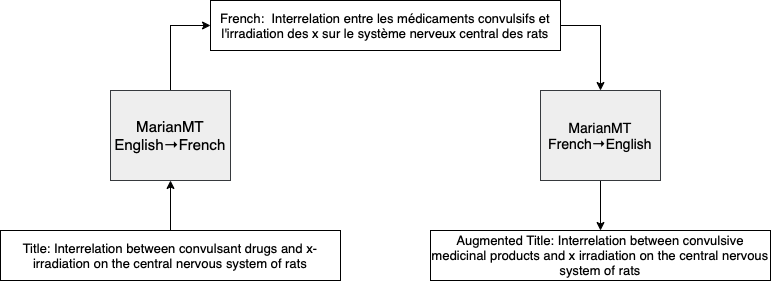 French: Interrelation entre les médicaments convulsifs et
l'irradiation des x sur le système nerveux central des rats
MarianMT
English→French
MarianMT
French→English
Title: Interrelation between convulsant drugs and x-
irradiation on the central nervous system of rats
Augmented Title: Interrelation between convulsive
medicinal products and x irradiation on the central nervous
system of rats